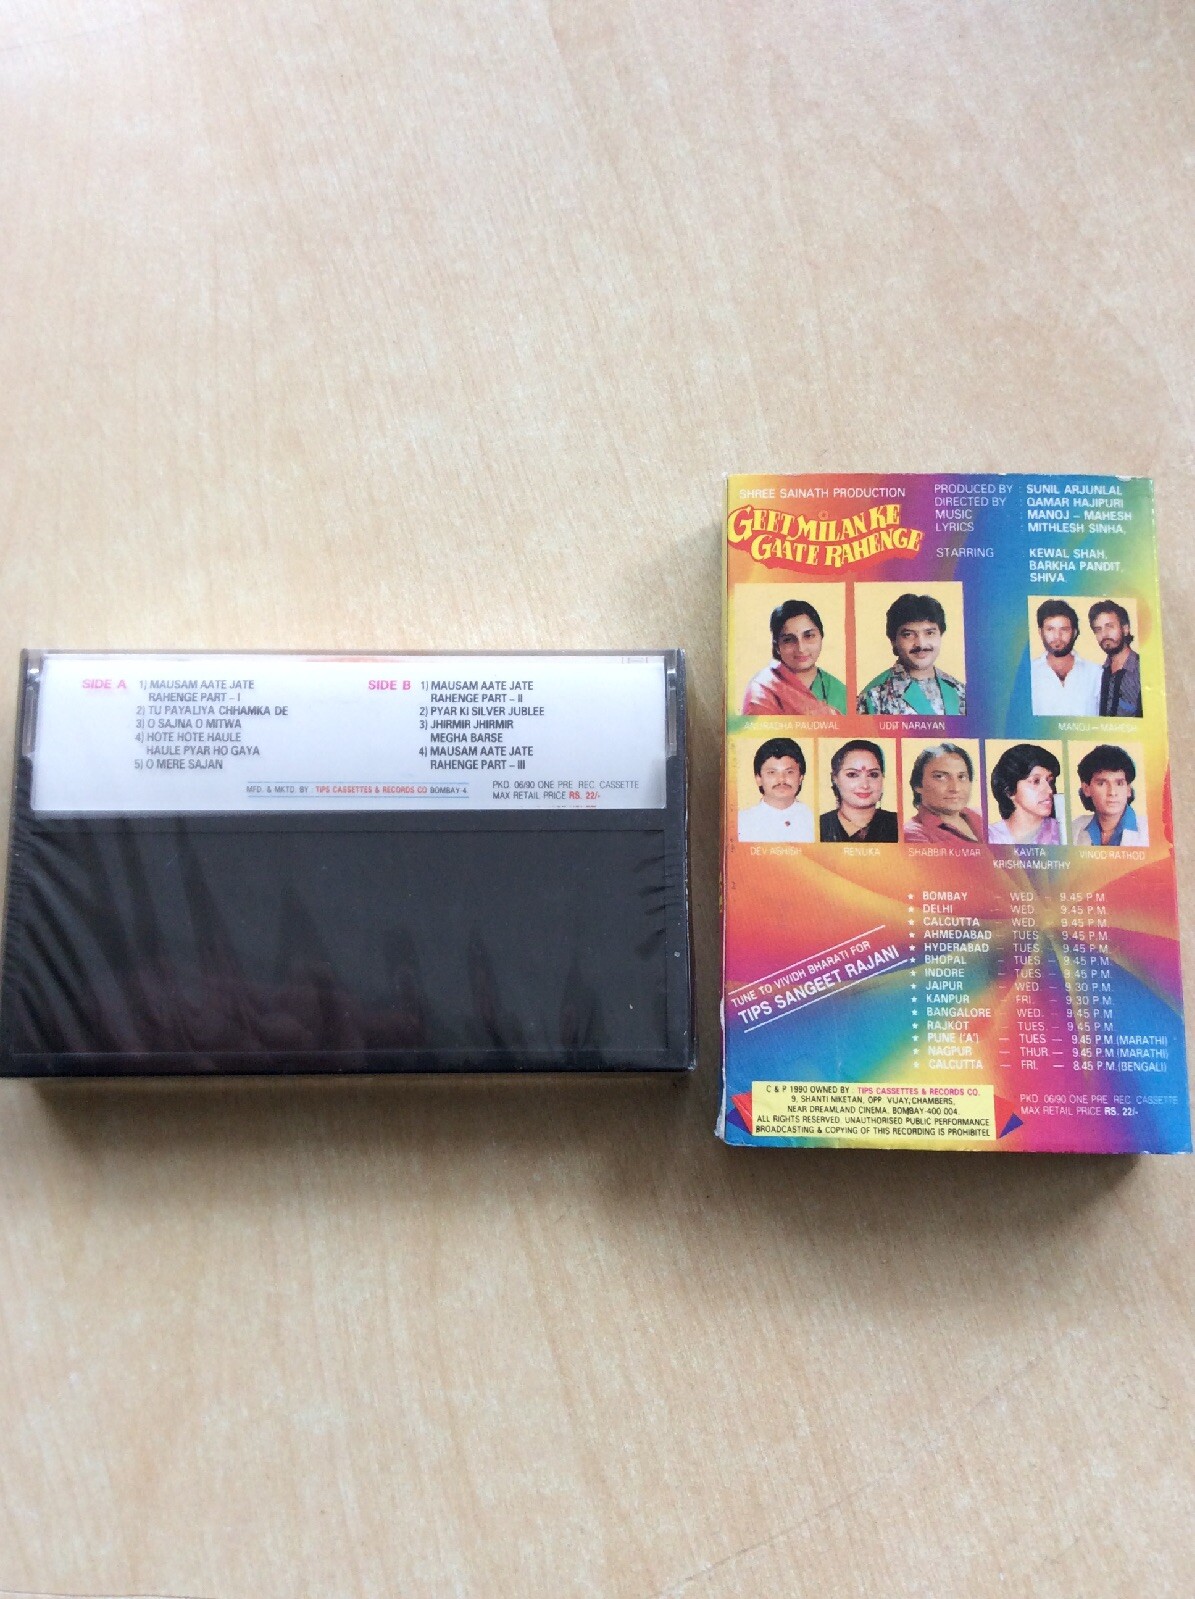 SIDE A
1) MAUSAM AATE JATE
RAHENGE PART – I
2) TU PAYALIYA CHHAMKA DE
3) O SAJNA O MITWA
4) HOTE HOTE HAULE
HAULE PYAR HO GAYA
5) O MERE SAJAN
SIDE B
1) MAUSAM AATE JATE
RAHENGE PART – II
2) PYAR KI SILVER JUBLEE
3) JHIRMIR JHIRMIR
MEGHA BARSE
4) MAUSAM AATE JATE
RAHENGE PART – III
MFD. & MKTD. BY TIPS CASSETTES & RECORDS CO BOMBAY-4.
PKD. 06/90 ONE PRE. REC. CASSETTE
MAX RETAIL PRICE RS. 22/-
SHREE SAINATH PRODUCTION
GEET MILAN KE
GAATE RAHENGE
PRODUCED BY : SUNIL ARJUNLAL
DIRECTED BY : QAMAR HAJIPURI
MUSIC : MANOJ – MAHESH
LYRICS : MITHLESH SINHA,
STARRING KEWAL SHAH,
BARKHA PANDIT,
SHIVA
ANURADHA PAUDWAL
UDIT NARAYAN
MANOJ – MAHESH
DEV ASHISH
RENUKA
SHABBIR KUMAR
KAVITA
KRISHNAMURTHY
VINOD RATHOD
TUNE TO VIVIDH BHARATI FOR
TIPS SANGEET RAJANI
★ BOMBAY – WED. – 9.45 P.M.
★ DELHI – WED. – 9.45 P.M.
★ CALCUTTA – WED. – 9.45 P.M.
★ AHMEDABAD – TUES – 9.45 P.M.
★ HYDERABAD – TUES. – 9.45 P.M.
★ BHOPAL – TUES – 9.45 P.M.
★ INDORE – TUES – 9.45 P.M.
★ JAIPUR – WED. – 9.30 P.M.
★ KANPUR – FRI. – 9.30 P.M.
★ BANGALORE – WED. – 9.45 P.M
★ RAJKOT – TUES. – 9.45 P.M.
★ PUNE ('A') – TUES – 9.45 P.M.(MARATHI)
★ NAGPUR – THUR – 9.45 P.M.(MARATHI)
★ CALCUTTA – FRI. – 8.45 P.M.(BENGALI)
C & P 1990 OWNED BY TIPS CASSETTES & RECORDS CO.
9, SHANTI NIKETAN, OPP. VIJAY, CHAMBERS,
NEAR DREAMLAND CINEMA, BOMBAY-400 004.
ALL RIGHTS RESERVED. UNAUTHORISED PUBLIC PERFORMANCE
BROADCASTING & COPYING OF THIS RECORDING IS PROHIBITEL
PKD. 06/90 ONE PRE. REC. CASSETTE
MAX RETAIL PRICE RS. 22/-